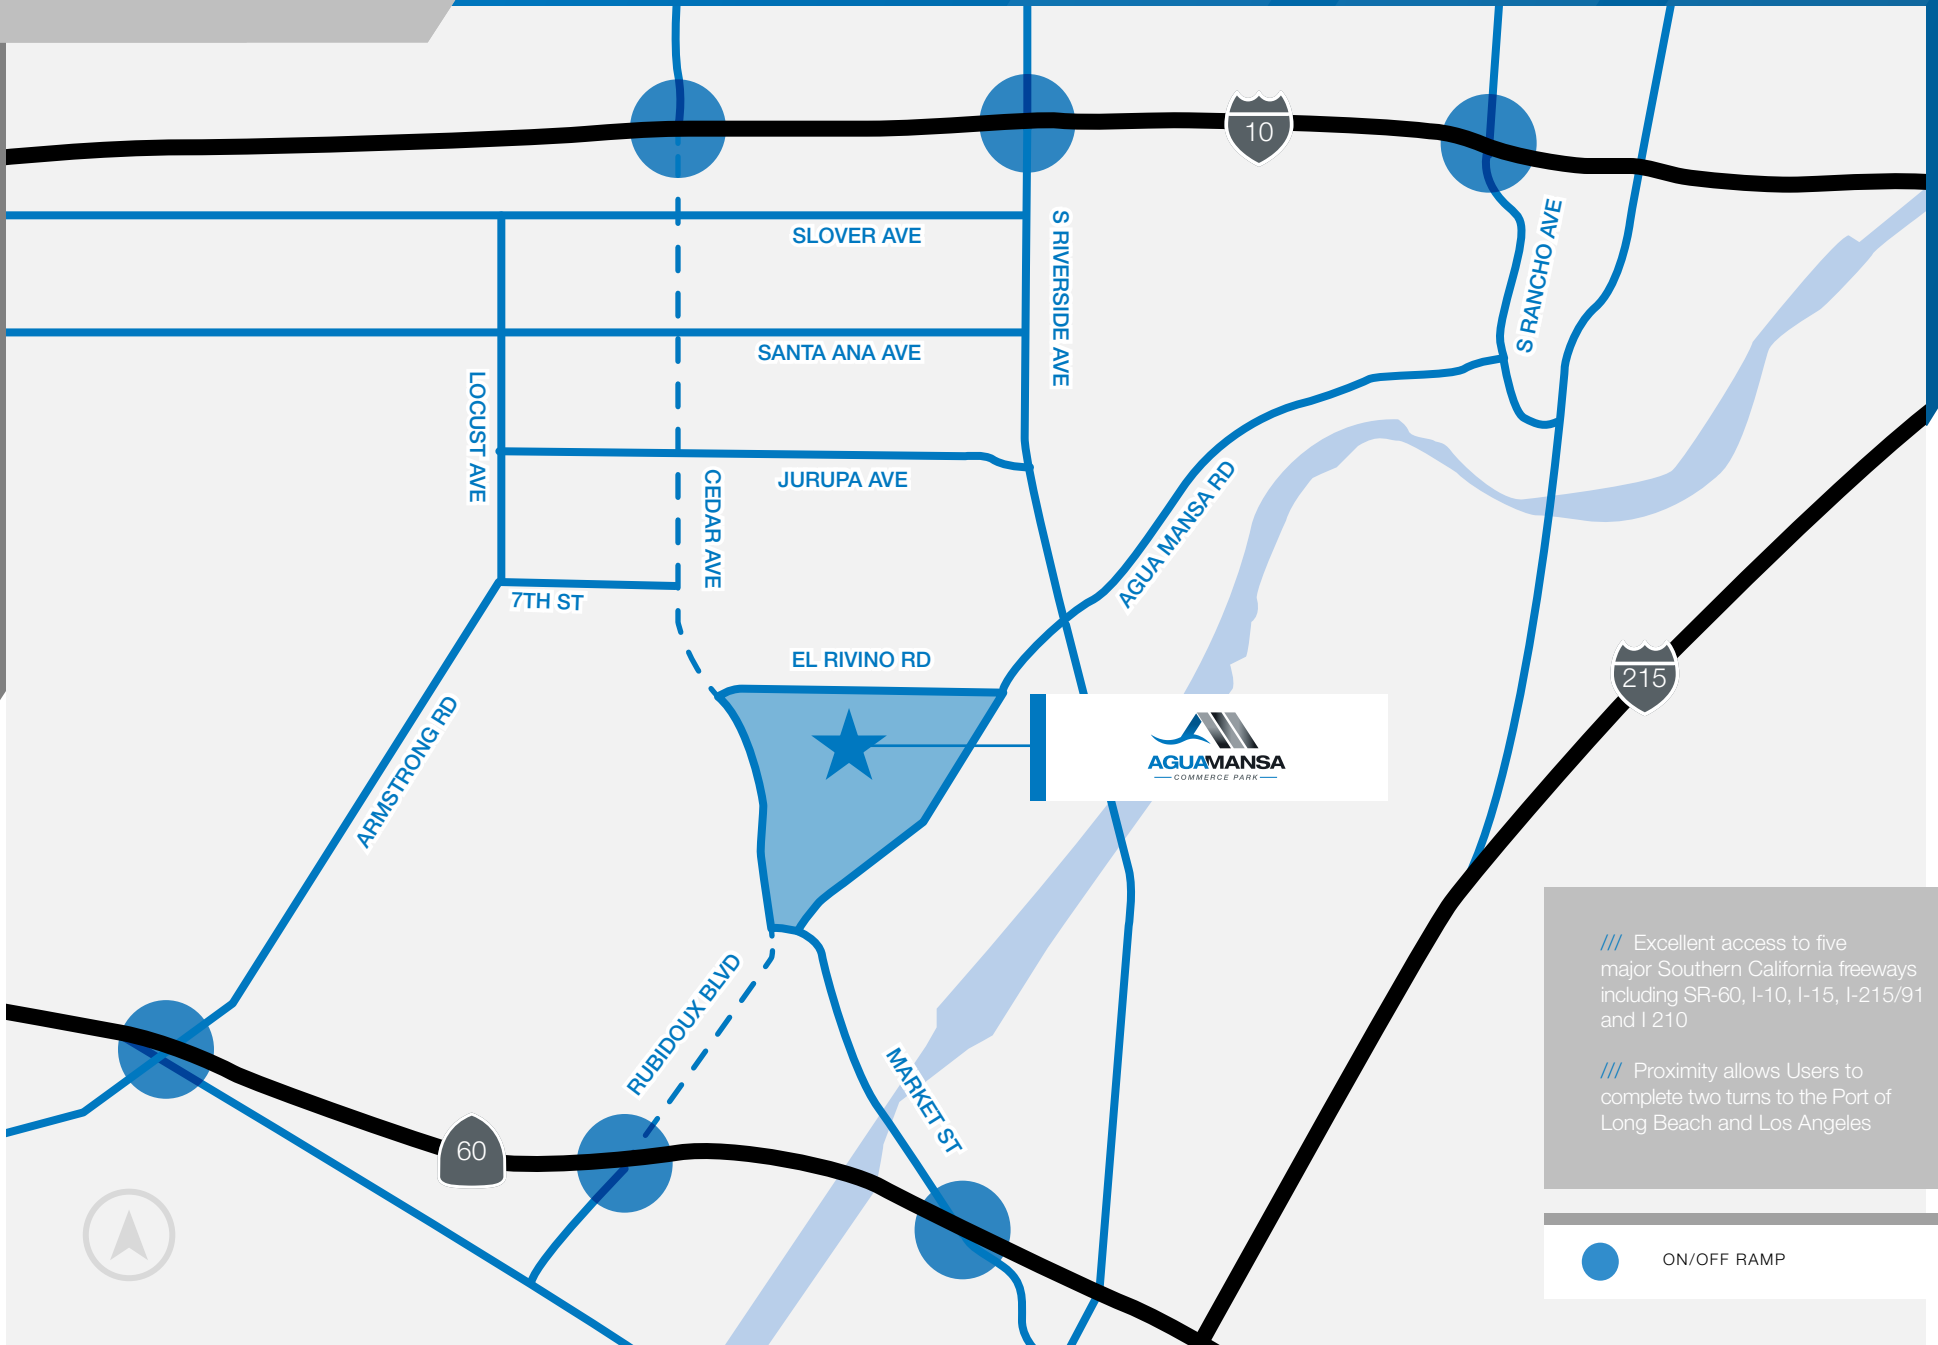 10
SLOVER AVE
S RIVERSIDE AVE
S RANCHO AVE
SANTA ANA AVE
LOCUST AVE
JURUPA AVE
CEDAR AVE
AGUA MANSA RD
7TH ST
EL RIVINO RD
215
ARMSTRONG RD
AGUAMANSA
COMMERCE PARK
RUBIDOUX BLVD
MARKET ST
60
/// Excellent access to five
major Southern California freeways
including SR-60, I-10, I-15, I-215/91
and I 210
/// Proximity allows Users to
complete two turns to the Port of
Long Beach and Los Angeles
ON/OFF RAMP